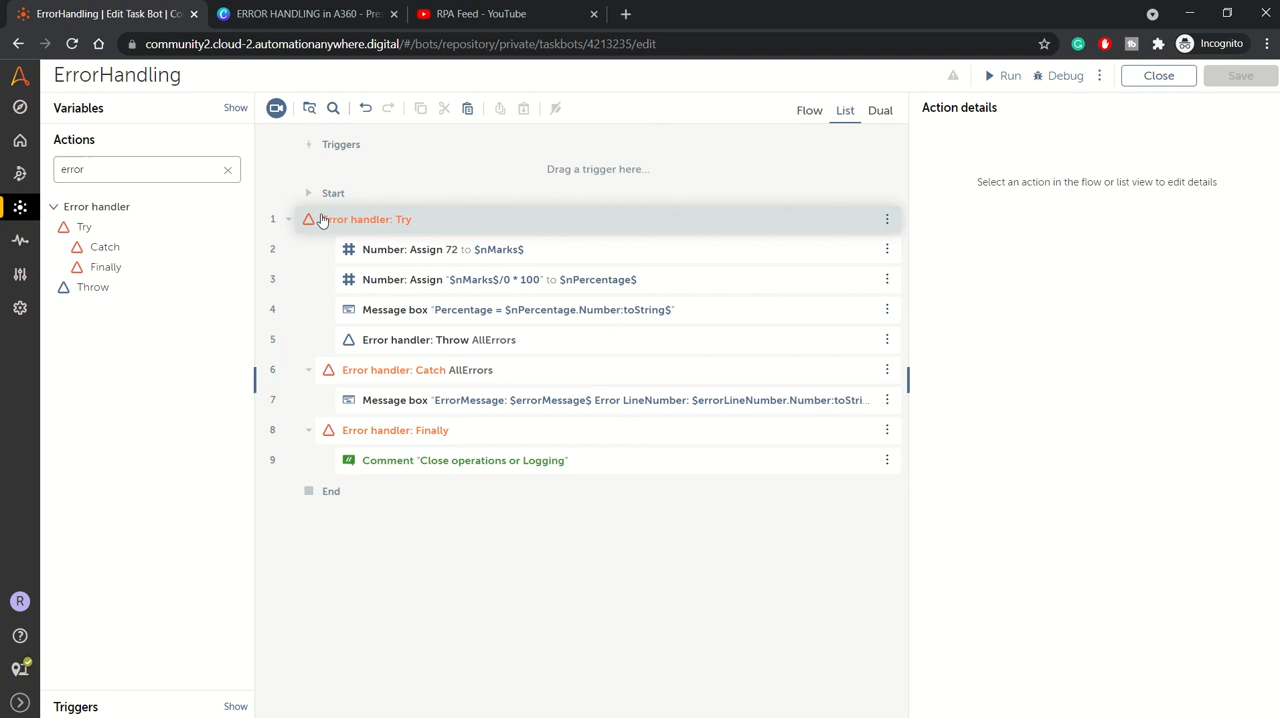 ErrorHandling | Edit Task Bot | Co
ERROR HANDLING in A360 - Pre
RPA Feed - YouTube
community2.cloud-2.automationanywhere.digital/#/bots/repository/private/taskbots/4213235/edit
Incognito
ErrorHandling
Run
Debug
Close
Save
Variables
Show
Flow
List
Dual
Action details
Actions
error
Triggers
Drag a trigger here...
Select an action in the flow or list view to edit details
Start
Error handler
Try
Catch
Finally
Throw
1 Error handler: Try
2 Number: Assign 72 to $nMarks$
3 Number: Assign "$nMarks$/0 * 100" to $nPercentage$
4 Message box "Percentage = $nPercentage.Number:toString$"
5 Error handler: Throw AllErrors
6 Error handler: Catch AllErrors
7 Message box "ErrorMessage: $errorMessage$ Error LineNumber: $errorLineNumber.Number:toStri...
8 Error handler: Finally
9 Comment "Close operations or Logging"
End
R
Triggers
Show